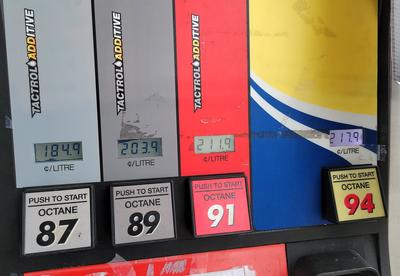 TACTROL ADDITIVE
184.9
¢/LITRE
PUSH TO START
OCTANE
87
TACTROL ADDITIVE
203.9
¢/LITRE
PUSH TO START
OCTANE
89
TACTROL ADDITIVE
211.9
¢/LITRE
PUSH TO START
OCTANE
91
217.9
¢/LITRE
PUSH TO START
OCTANE
94